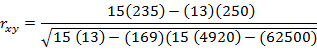 r_xy = 15(235) − (13)(250) / √15 (13) − (169)(15 (4920) − (62500)